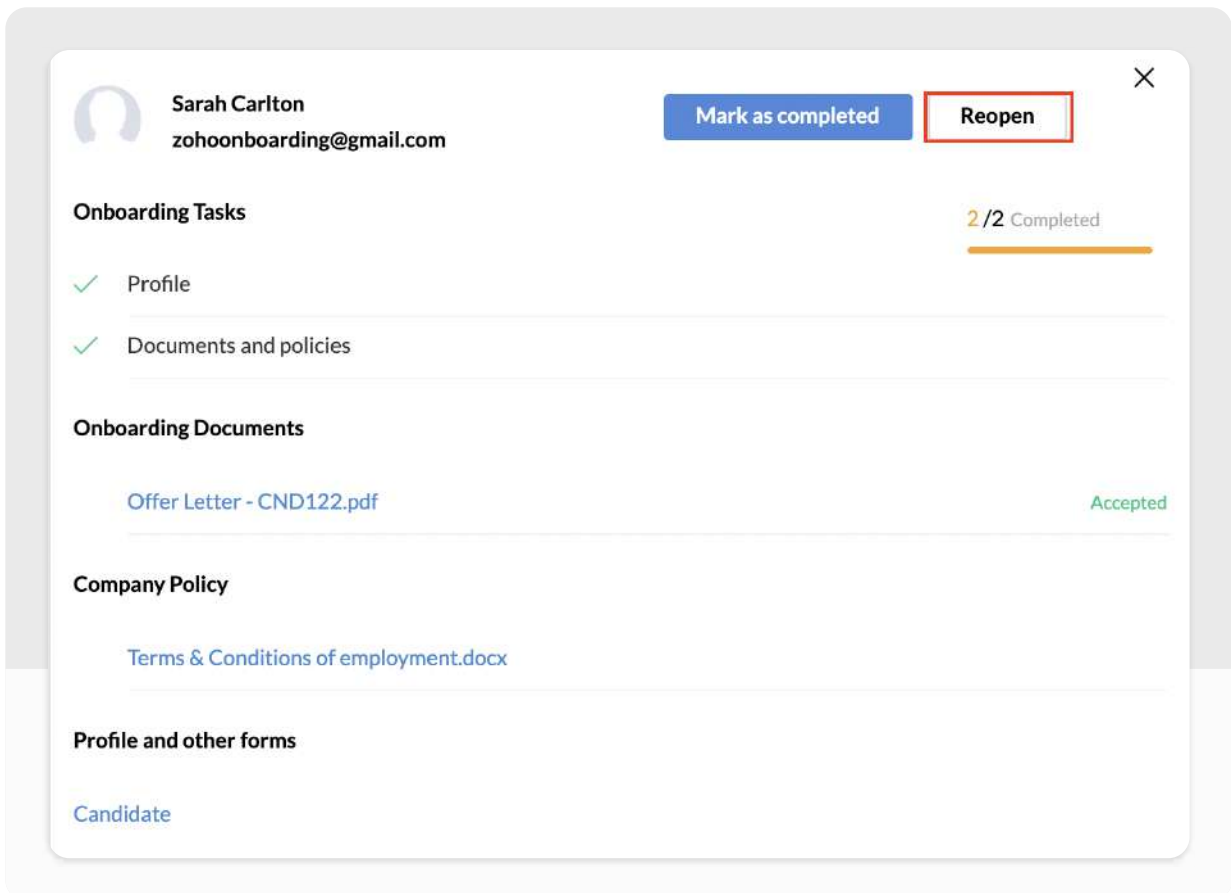 Sarah Carlton
zohoonboarding@gmail.com
Mark as completed
Reopen
Onboarding Tasks
2 /2 Completed
Profile
Documents and policies
Onboarding Documents
Offer Letter - CND122.pdf
Accepted
Company Policy
Terms & Conditions of employment.docx
Profile and other forms
Candidate